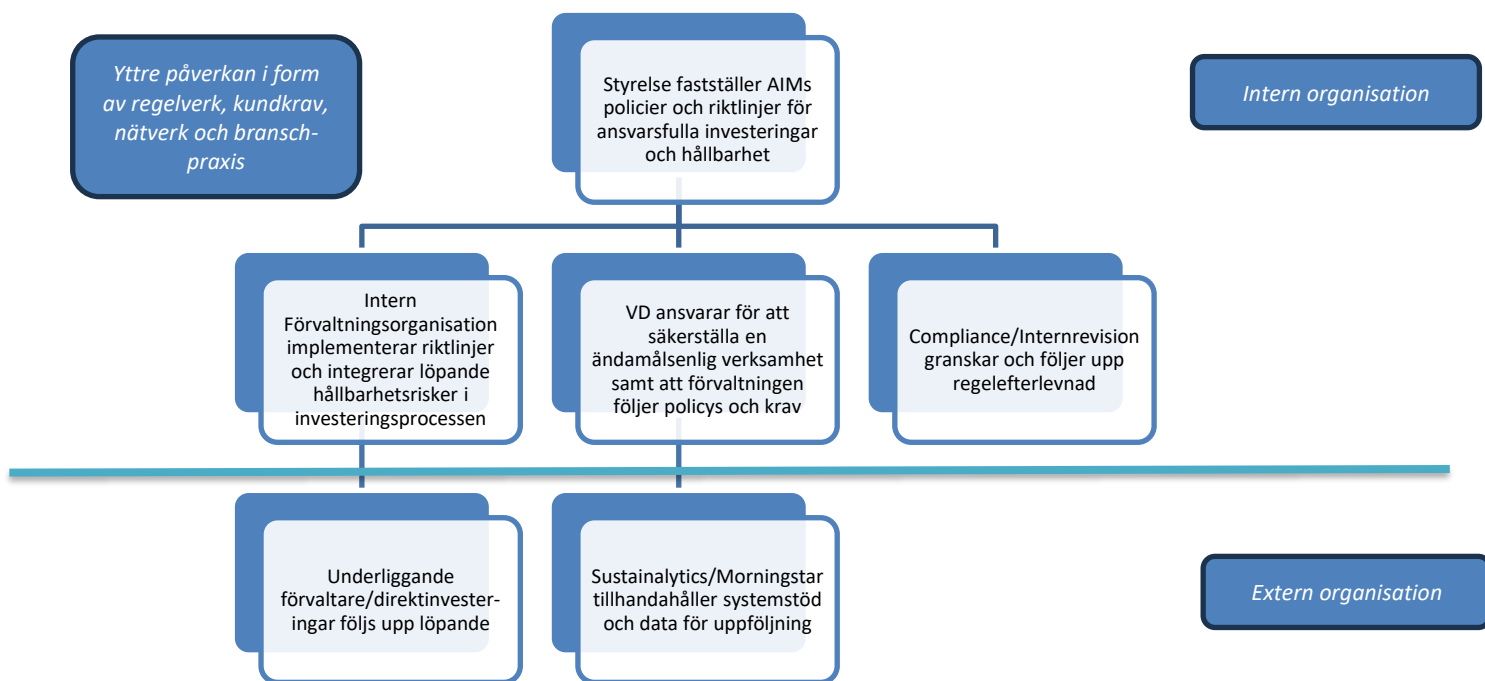 Yttre påverkan i form
av regelverk, kundkrav,
nätverk och bransch-
praxis
Styrelse fastställer AIMs
policier och riktlinjer för
ansvarsfulla investeringar
och hållbarhet
Intern organisation
Intern
Förvaltningsorganisation
implementerar riktlinjer
och integrerar löpande
hållbarhetsrisker i
investeringsprocessen
VD ansvarar för att
säkerställa en
ändamålsenlig verksamhet
samt att förvaltningen
följer policys och krav
Compliance/Internrevision
granskar och följer upp
regelefterlevnad
Underliggande
förvaltare/direktinvester-
ingar följs upp löpande
Sustainalytics/Morningstar
tillhandahåller systemstöd
och data för uppföljning
Extern organisation